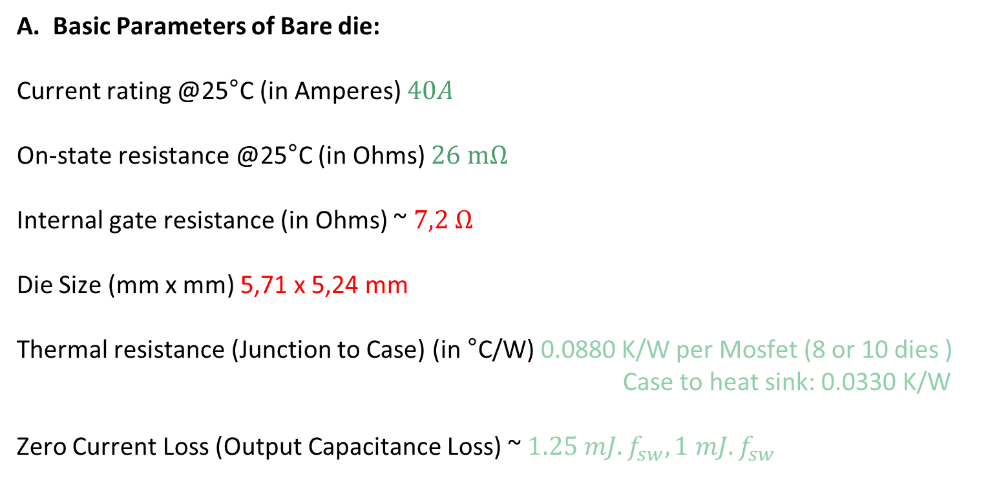 A. Basic Parameters of Bare die:
Current rating @25°C (in Amperes) 40A
On-state resistance @25°C (in Ohms) 26 mΩ
Internal gate resistance (in Ohms) ~ 7,2 Ω
Die Size (mm x mm) 5,71 x 5,24 mm
Thermal resistance (Junction to Case) (in °C/W) 0.0880 K/W per Mosfet (8 or 10 dies )
Case to heat sink: 0.0330 K/W
Zero Current Loss (Output Capacitance Loss) ~ 1.25 mJ. fsw, 1 mJ. fsw